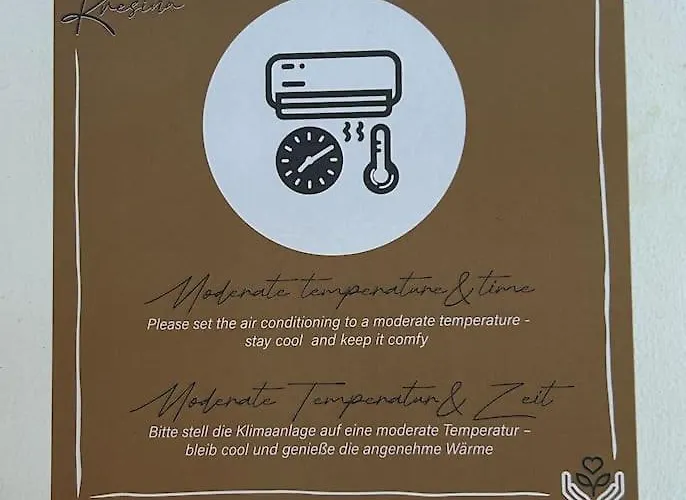 Kresina
Moderate temperature & time
Please set the air conditioning to a moderate temperature -
stay cool and keep it comfy
Moderate Temperatur & Zeit
Bitte stell die Klimaanlage auf eine moderate Temperatur –
bleib cool und genieße die angenehme Wärme